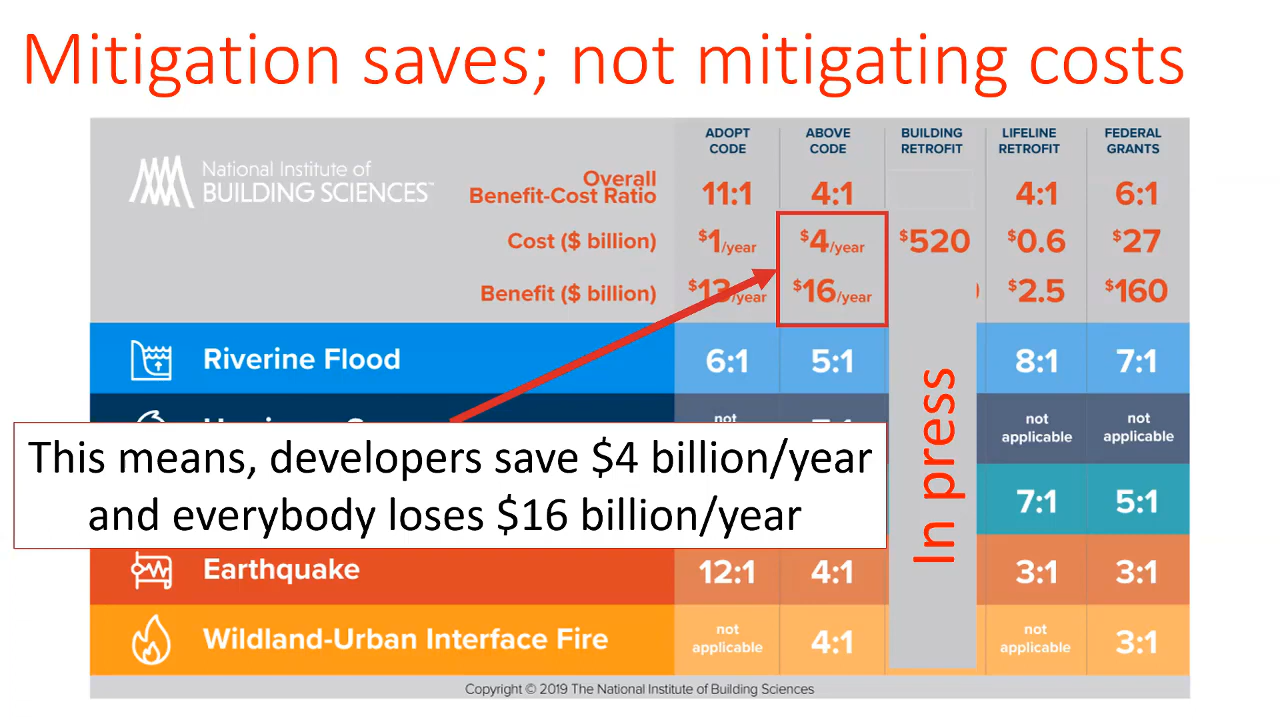 Mitigation saves; not mitigating costs
National Institute of
BUILDING SCIENCES™
ADOPT CODE
ABOVE CODE
BUILDING RETROFIT
LIFELINE RETROFIT
FEDERAL GRANTS
Overall Benefit-Cost Ratio 11:1 4:1 4:1 6:1
Cost ($ billion) $1/year $4/year $520 $0.6 $27
Benefit ($ billion) $13/year $16/year $2.5 $160
Riverine Flood 6:1 5:1 8:1 7:1
not applicable not applicable
This means, developers save $4 billion/year
and everybody loses $16 billion/year
7:1 5:1
In press
Earthquake 12:1 4:1 3:1 3:1
Wildland-Urban Interface Fire not applicable 4:1 not applicable 3:1
Copyright © 2019 The National Institute of Building Sciences